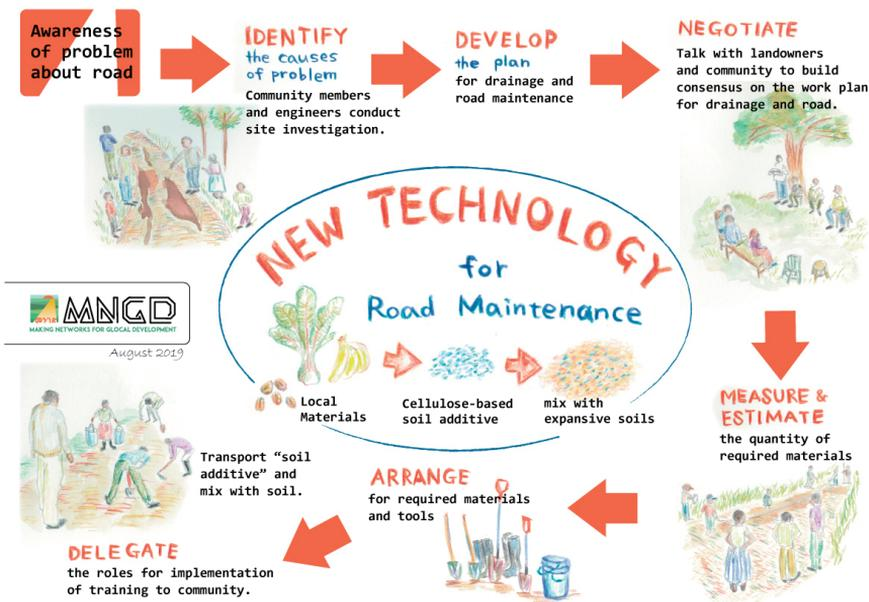 Awareness
of problem
about road
IDENTIFY
the causes
of problem
Community members
and engineers conduct
site investigation.
DEVELOP
the plan
for drainage and
road maintenance
NEGOTIATE
Talk with landowners
and community to build
consensus on the work plan
for drainage and road.
NEW TECHNOLOGY
for
Road Maintenance
Local
Materials
Cellulose-based
soil additive
mix with
expansive soils
MNGD
MAKING NETWORKS FOR GLOCAL DEVELOPMENT
August 2019
MEASURE &
ESTIMATE
the quantity of
required materials
ARRANGE
for required materials
and tools
Transport “soil
additive” and
mix with soil.
DELEGATE
the roles for implementation
of training to community.